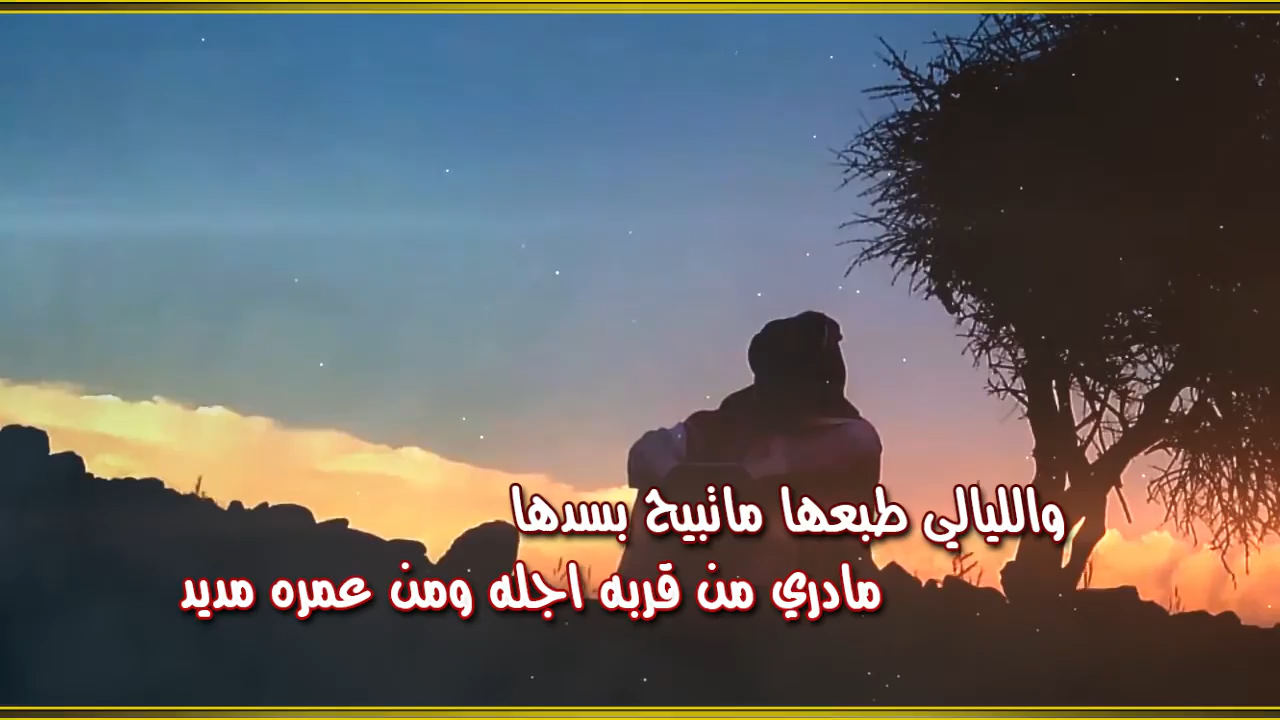 والليالي طبعها ماتبيح بسدها
مادري من قربه اجله ومن عمره مديد